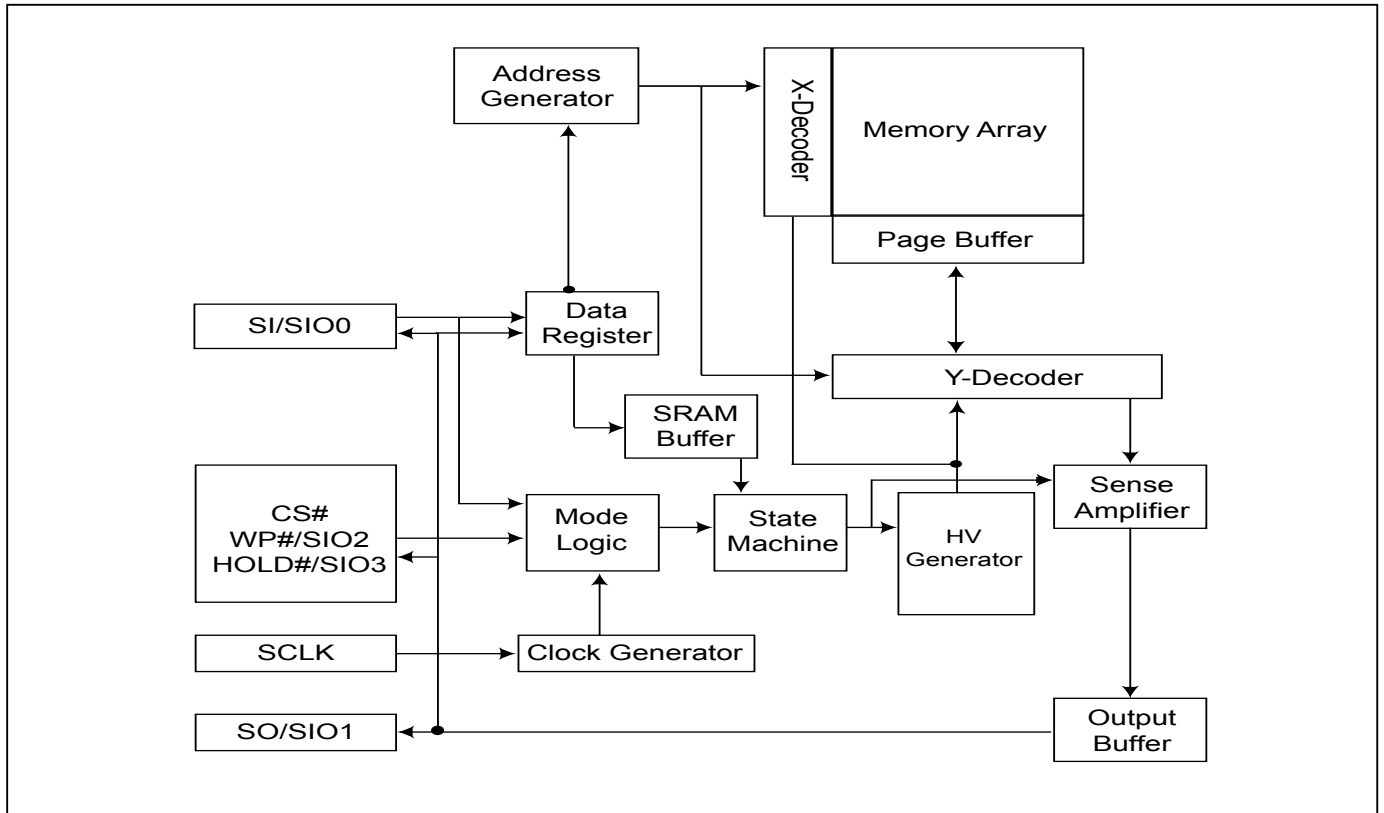 Address
Generator
X-Decoder
Memory Array
Page Buffer
SI/SIO0
Data
Register
Y-Decoder
SRAM
Buffer
CS#
WP#/SIO2
HOLD#/SIO3
Mode
Logic
State
Machine
HV
Generator
Sense
Amplifier
SCLK
Clock Generator
SO/SIO1
Output
Buffer